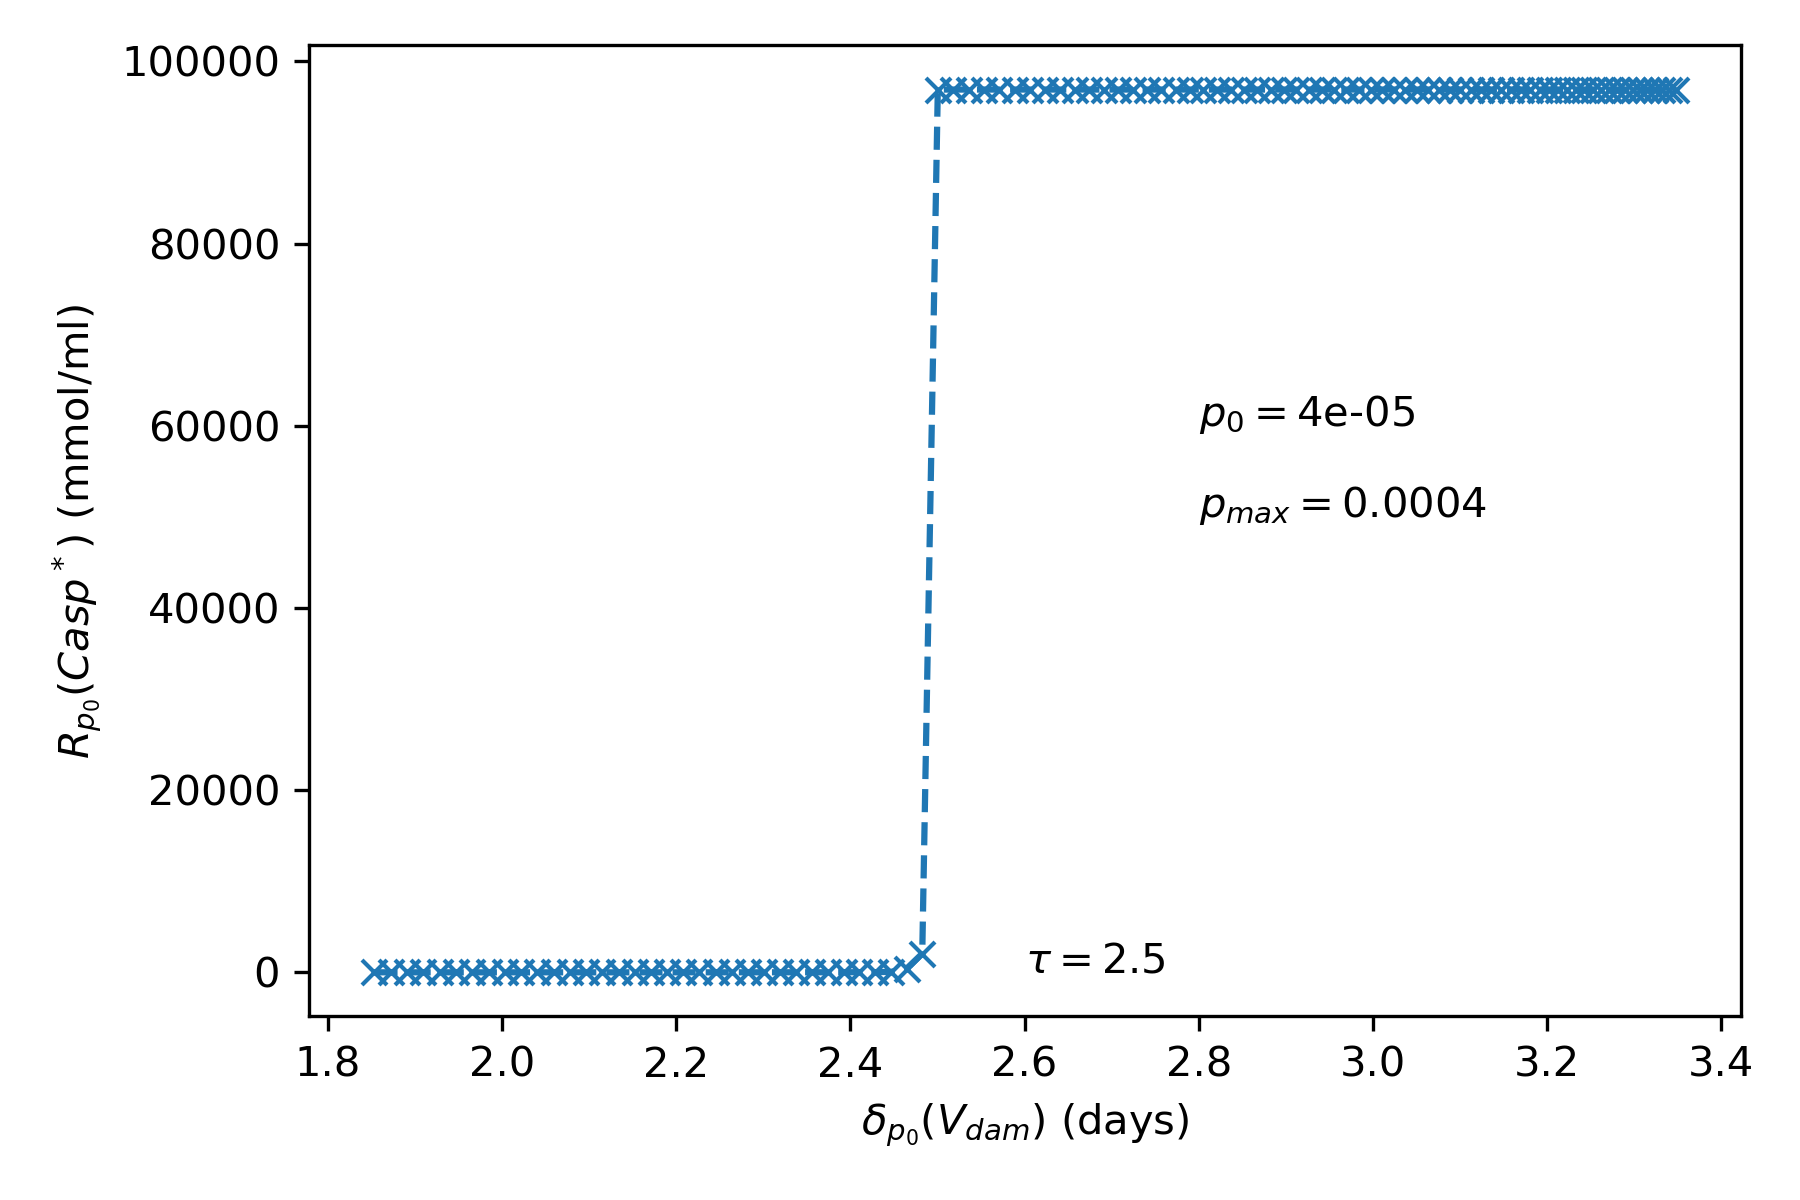 100000
80000
60000
40000
20000
0
R_{p_0}(Casp^*) (mmol/ml)
p_0 = 4e-05
p_{max} = 0.0004
τ = 2.5
1.8 2.0 2.2 2.4 2.6 2.8 3.0 3.2 3.4
δ_{p_0}(V_{dam}) (days)